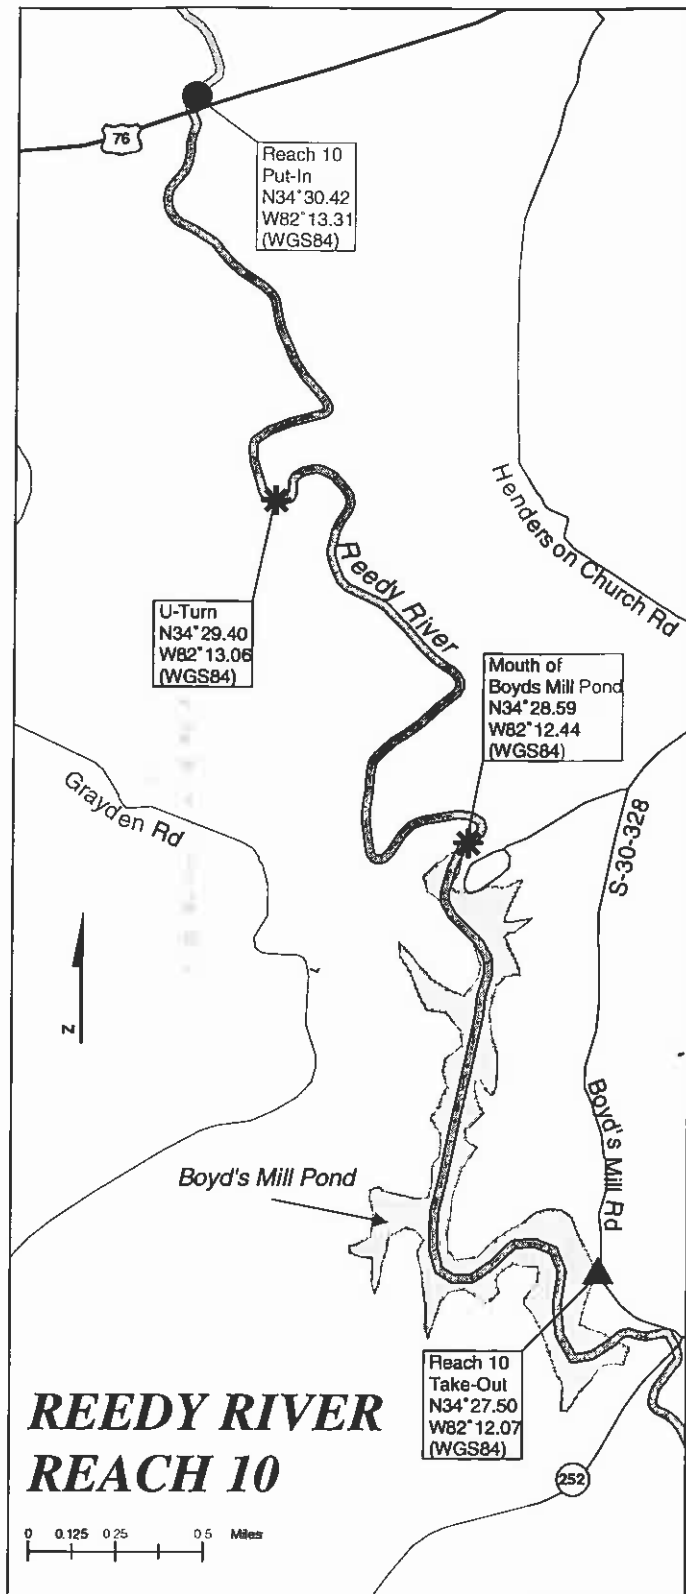 76
Reach 10
Put-In
N34°30.42
W82°13.31
(WGS84)
Henderson Church Rd
Reedy River
U-Turn
N34°29.40
W82°13.06
(WGS84)
Mouth of
Boyds Mill Pond
N34°28.59
W82°12.44
(WGS84)
Grayden Rd
S-30-328
N
Boyd's Mill Rd
Boyd's Mill Pond
Reach 10
Take-Out
N34°27.50
W82°12.07
(WGS84)
REEDY RIVER
REACH 10
252
0 0.125 0.25 0.5 Miles